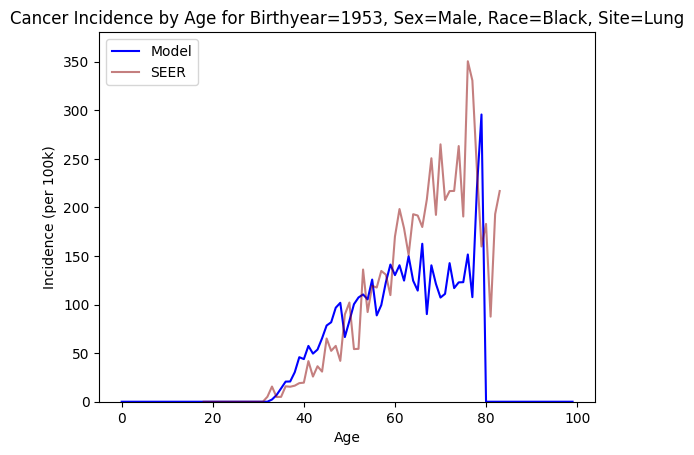 Cancer Incidence by Age for Birthyear=1953, Sex=Male, Race=Black, Site=Lung
Model
SEER
350
300
250
200
150
100
50
0
Incidence (per 100k)
0 20 40 60 80 100
Age